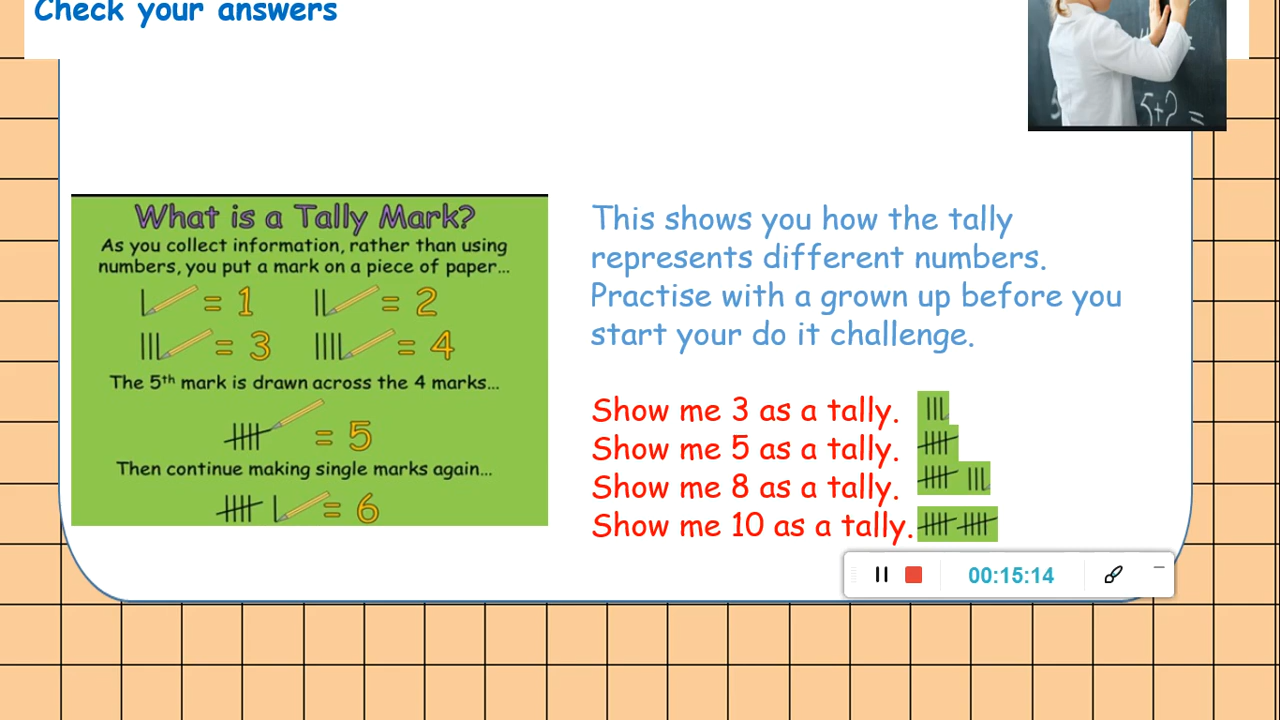 Check your answers
5+2 =
What is a Tally Mark?
As you collect information, rather than using
numbers, you put a mark on a piece of paper...
= 1 = 2
= 3 = 4
The 5th mark is drawn across the 4 marks...
= 5
Then continue making single marks again...
= 6
This shows you how the tally
represents different numbers.
Practise with a grown up before you
start your do it challenge.
Show me 3 as a tally.
Show me 5 as a tally.
Show me 8 as a tally.
Show me 10 as a tally.
00:15:14